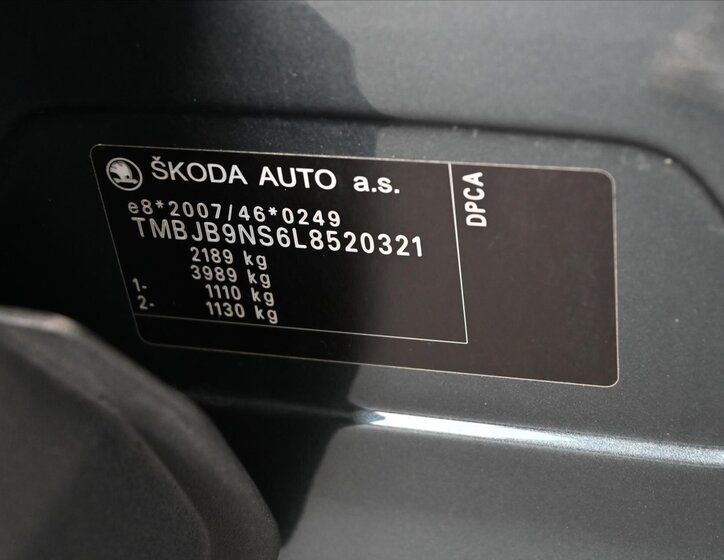 ŠKODA AUTO a.s.
e8*2007/46*0249
TMBJB9NS6L8520321
2189 kg
3989 kg
1- 1110 kg
2- 1130 kg
DPCA